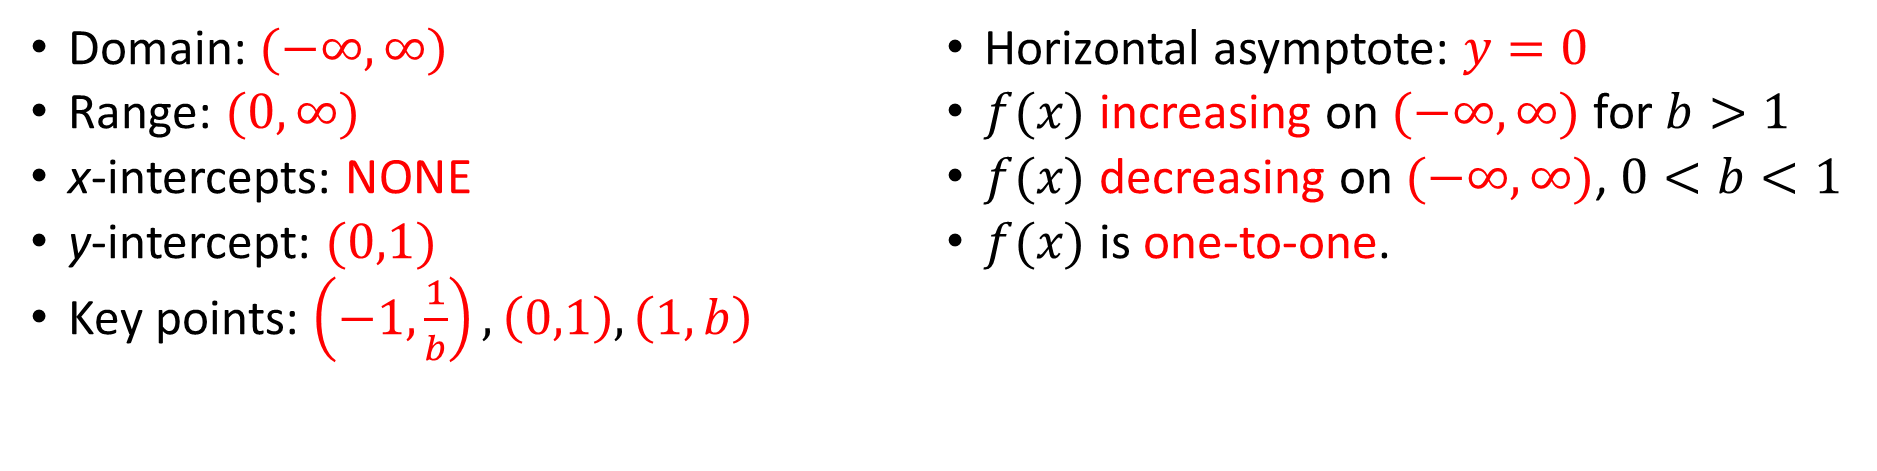 • Domain: (−∞, ∞)
• Range: (0, ∞)
• x-intercepts: NONE
• y-intercept: (0,1)
• Key points: (−1, 1/b), (0,1), (1, b)
• Horizontal asymptote: y = 0
• f(x) increasing on (−∞, ∞) for b > 1
• f(x) decreasing on (−∞, ∞), 0 < b < 1
• f(x) is one-to-one.